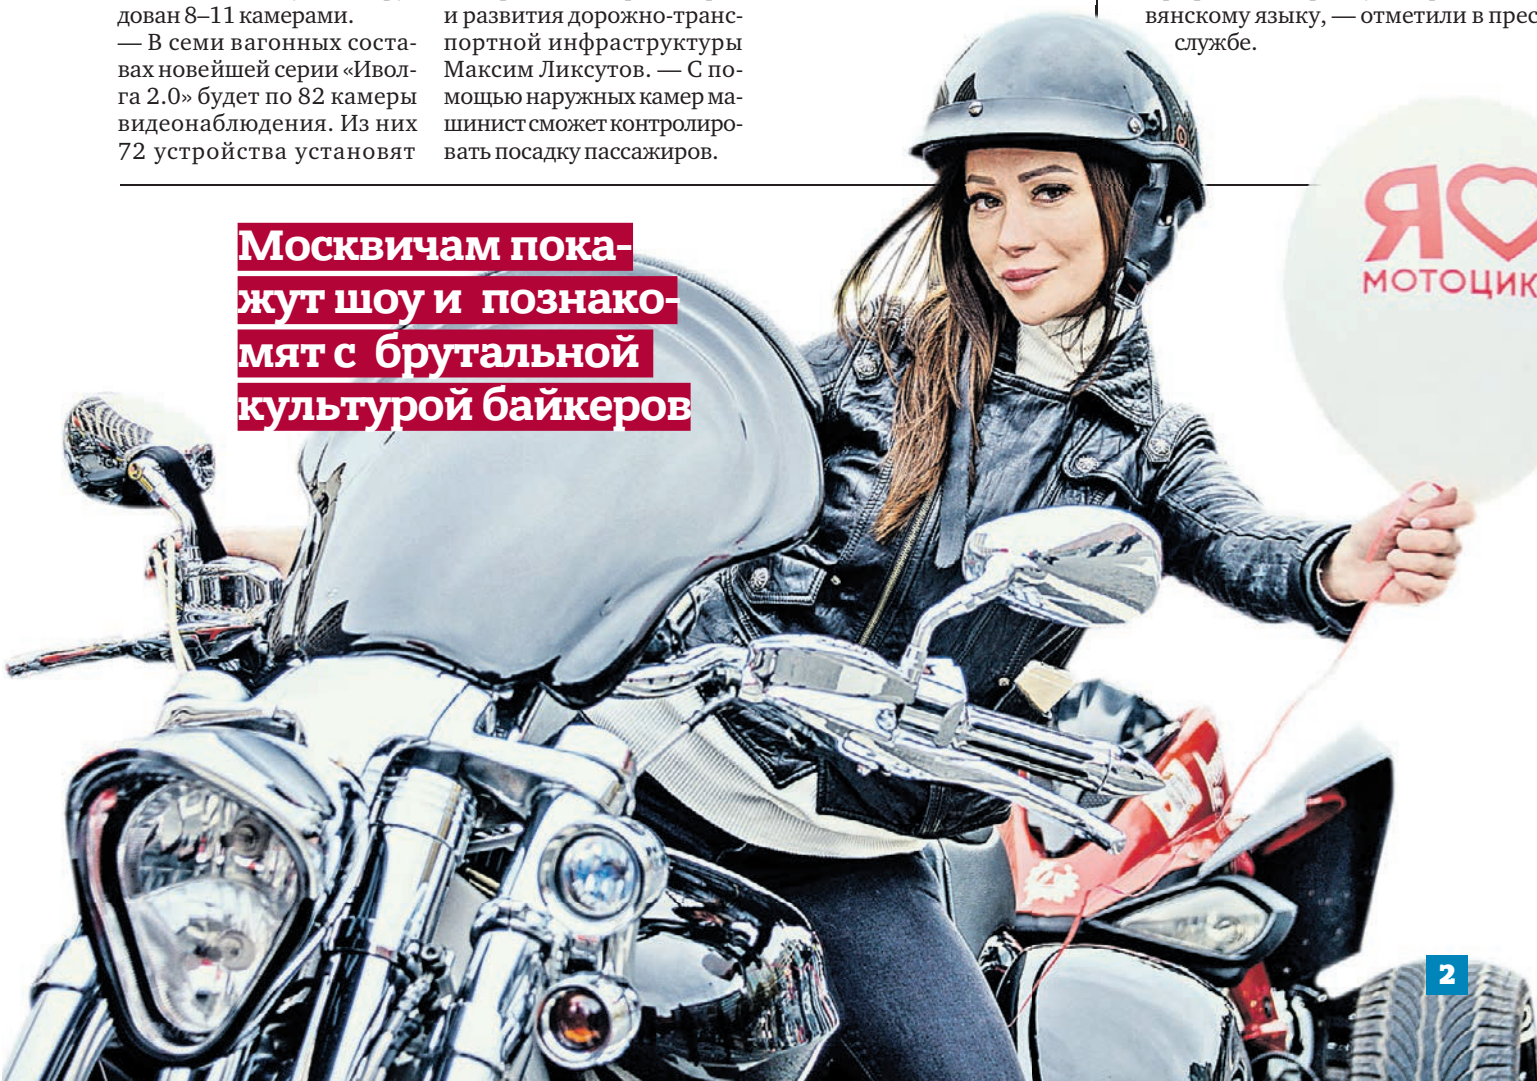 дован 8–11 камерами.
— В семи вагонных соста-
вах новейшей серии «Ивол-
га 2.0» будет по 82 камеры
видеонаблюдения. Из них
72 устройства установят
и развития дорожно-транс-
портной инфраструктуры
Максим Ликсутов. — С по-
мощью наружных камер ма-
шинист сможет контролиро-
вать посадку пассажиров.
вянскому языку, — отметили в прес
службе.
Москвичам пока-
жут шоу и познако-
мят с брутальной
культурой байкеров
Я
МОТОЦИК
2